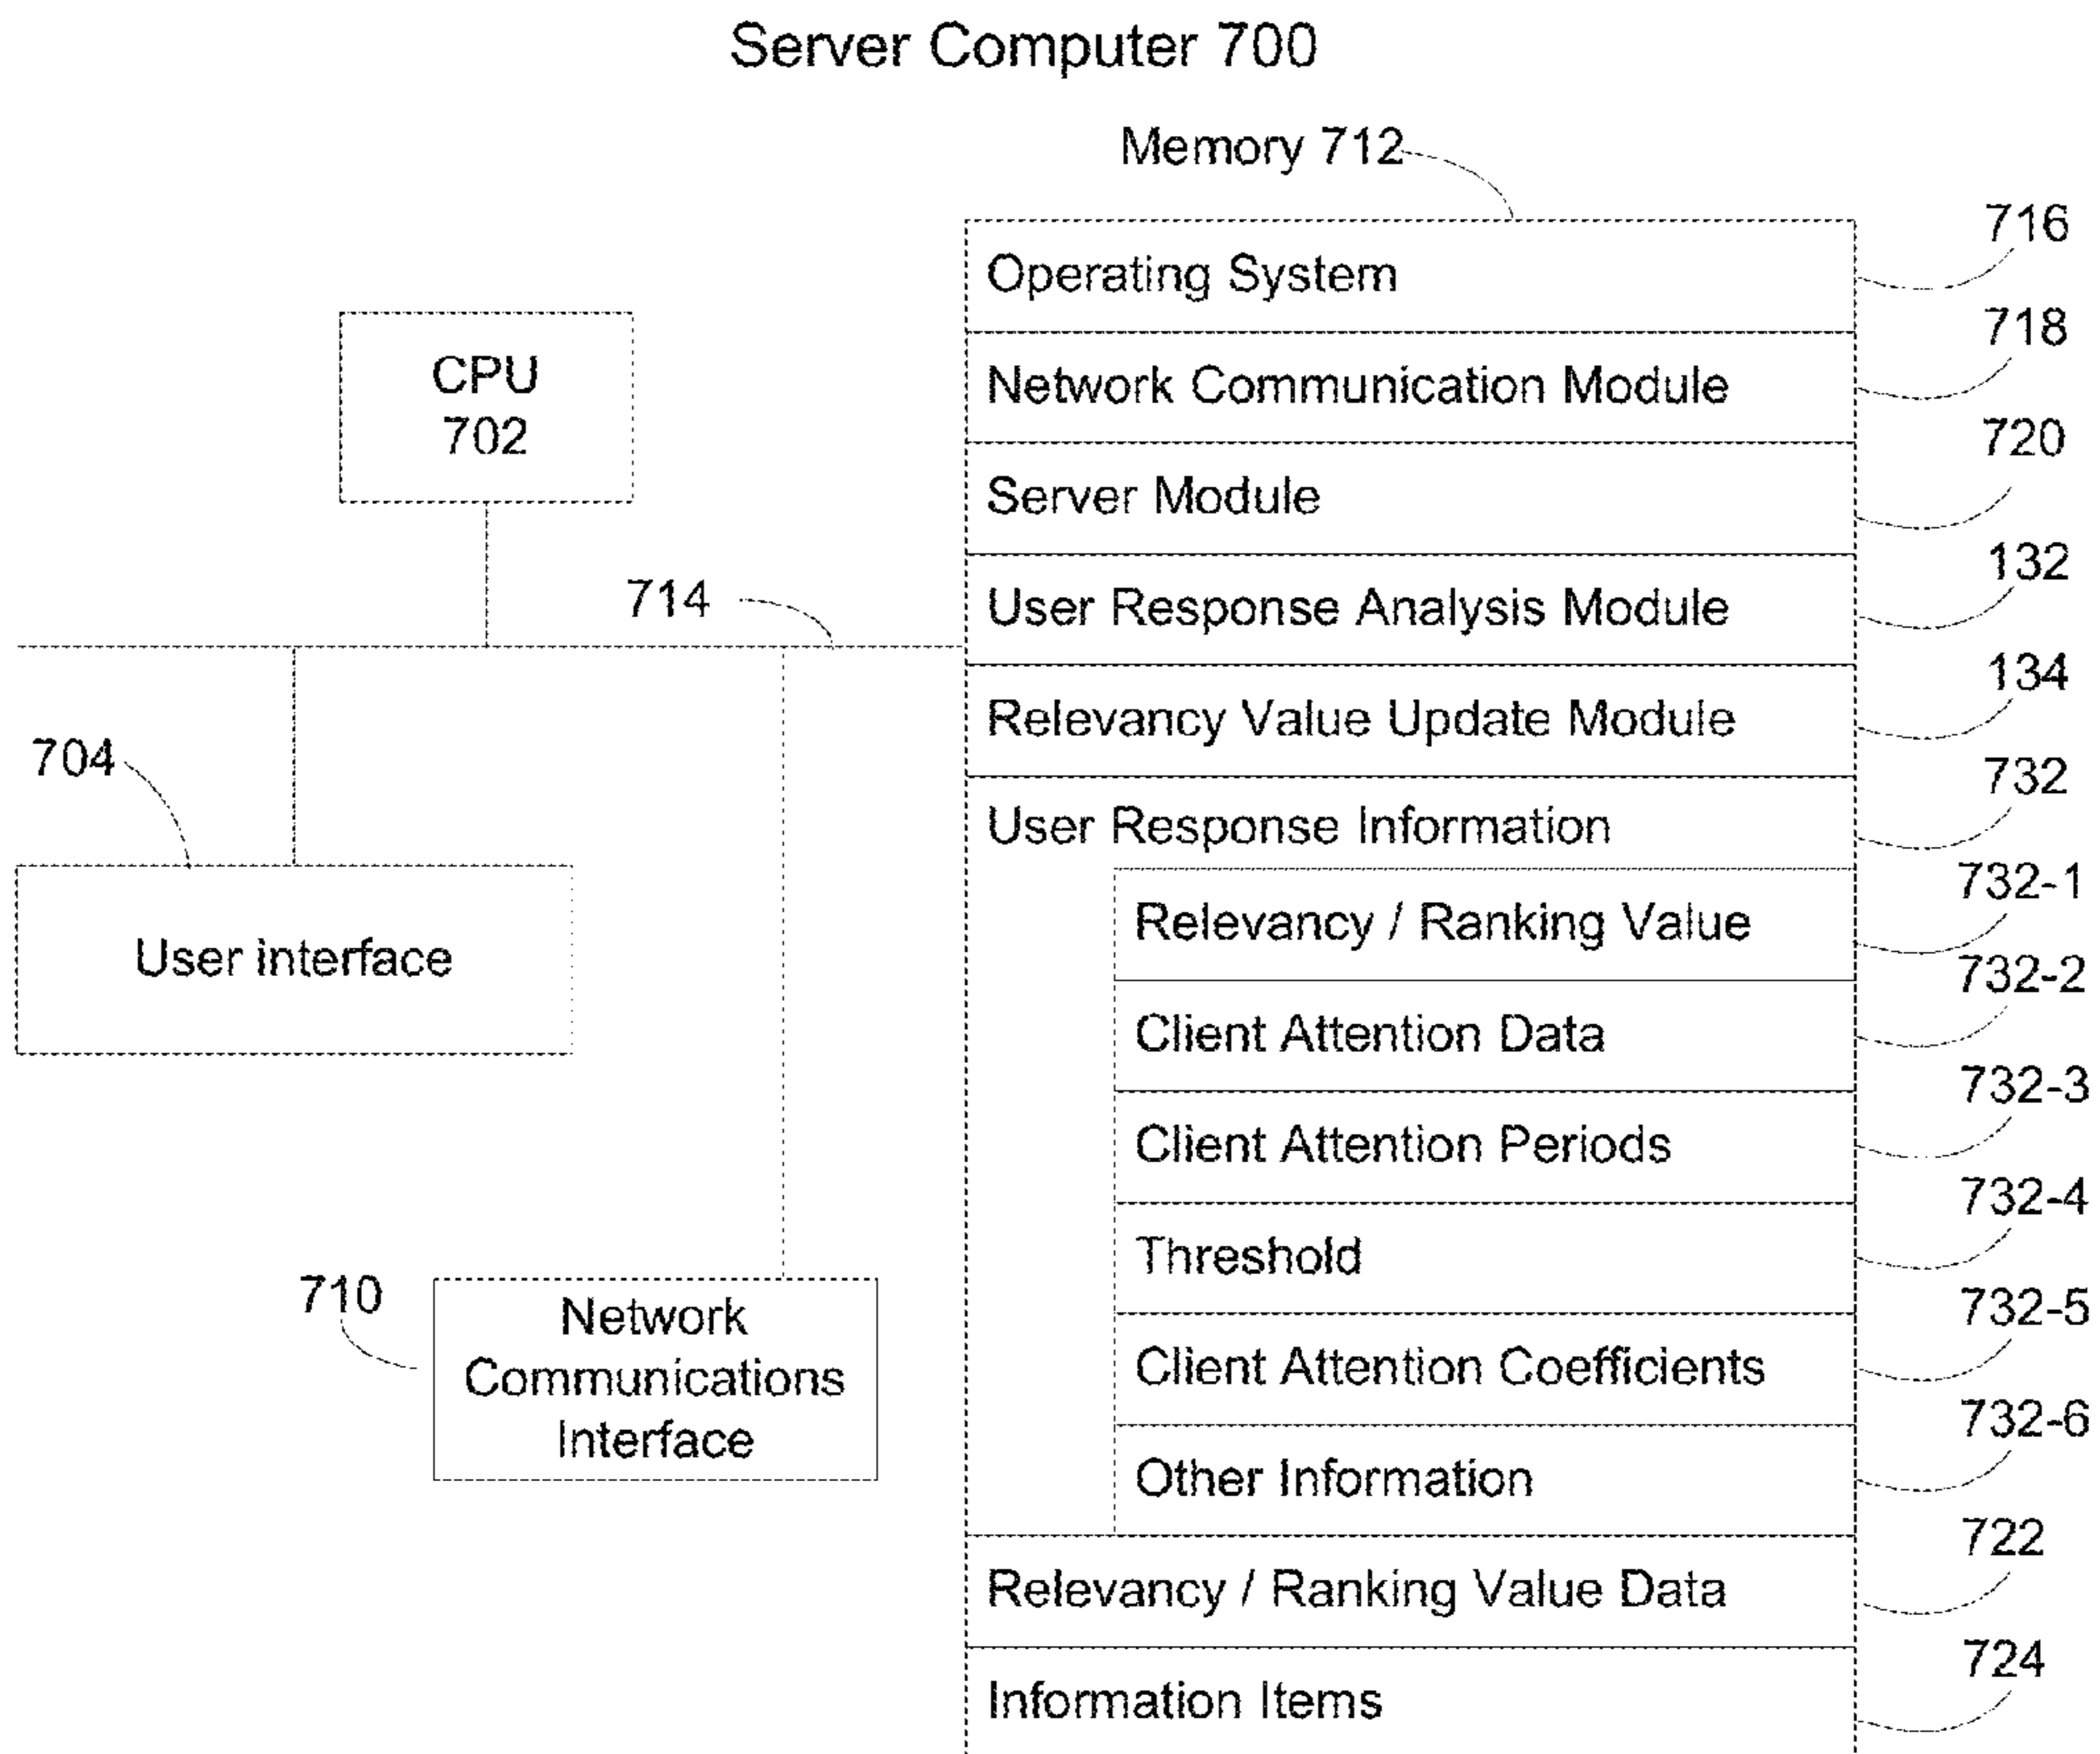 Server Computer 700
Memory 712
716
Operating System
718
Network Communication Module
CPU
702
720
Server Module
132
User Response Analysis Module
714
134
Relevancy Value Update Module
704
732
User Response Information
732-1
Relevancy / Ranking Value
User interface
732-2
Client Attention Data
732-3
Client Attention Periods
732-4
Threshold
710
Network
Communications
Interface
732-5
Client Attention Coefficients
732-6
Other Information
722
Relevancy / Ranking Value Data
724
Information Items